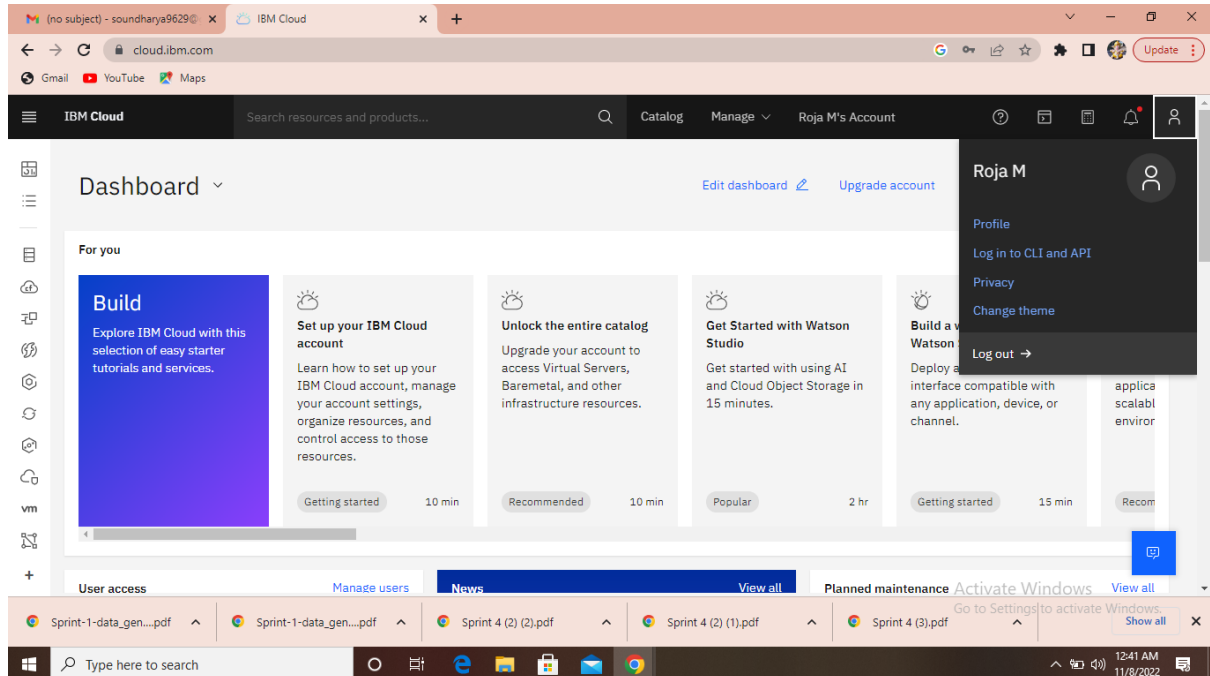 (no subject) - soundharya9629@
IBM Cloud
cloud.ibm.com
Update
Gmail
YouTube
Maps
IBM Cloud
Search resources and products...
Catalog
Manage
Roja M's Account
Dashboard
Edit dashboard
Upgrade account
Roja M
Profile
Log in to CLI and API
Privacy
Change theme
Log out →
For you
Build
Explore IBM Cloud with this
selection of easy starter
tutorials and services.
Set up your IBM Cloud
account
Learn how to set up your
IBM Cloud account, manage
your account settings,
organize resources, and
control access to those
resources.
Getting started
10 min
Unlock the entire catalog
Upgrade your account to
access Virtual Servers,
Baremetal, and other
infrastructure resources.
Recommended
10 min
Get Started with Watson
Studio
Get started with using AI
and Cloud Object Storage in
15 minutes.
Popular
2 hr
Build a
Watson
Deploy a
interface compatible with
any application, device, or
channel.
Getting started
15 min
applica
scalabl
enviror
Recom
vm
User access
Manage users
News
View all
Planned maintenance
View all
Activate Windows
Go to Settings to activate Windows.
Sprint-1-data_gen....pdf
Sprint-1-data_gen....pdf
Sprint 4 (2) (2).pdf
Sprint 4 (2) (1).pdf
Sprint 4 (3).pdf
Show all
Type here to search
12:41 AM
11/8/2022